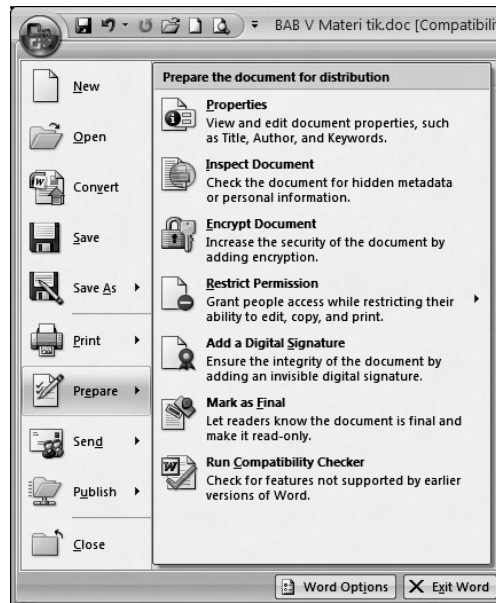 BAB V Materi tik.doc [Compatibili
New
Open
Convert
Save
Save As
Print
Prepare
Send
Publish
Close
Prepare the document for distribution
Properties
View and edit document properties, such
as Title, Author, and Keywords.
Inspect Document
Check the document for hidden metadata
or personal information.
Encrypt Document
Increase the security of the document by
adding encryption.
Restrict Permission
Grant people access while restricting their
ability to edit, copy, and print.
Add a Digital Signature
Ensure the integrity of the document by
adding an invisible digital signature.
Mark as Final
Let readers know the document is final and
make it read-only.
Run Compatibility Checker
Check for features not supported by earlier
versions of Word.
Word Options
Exit Word